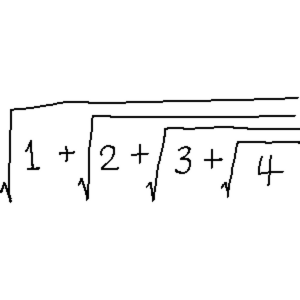 √(1 + √(2 + √(3 + √4)))